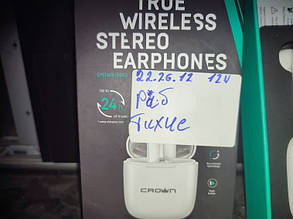 TRUE
WIRELESS
STEREO
EARPHONES
22.26.12 12V
раб
Тихие
24
CROWN